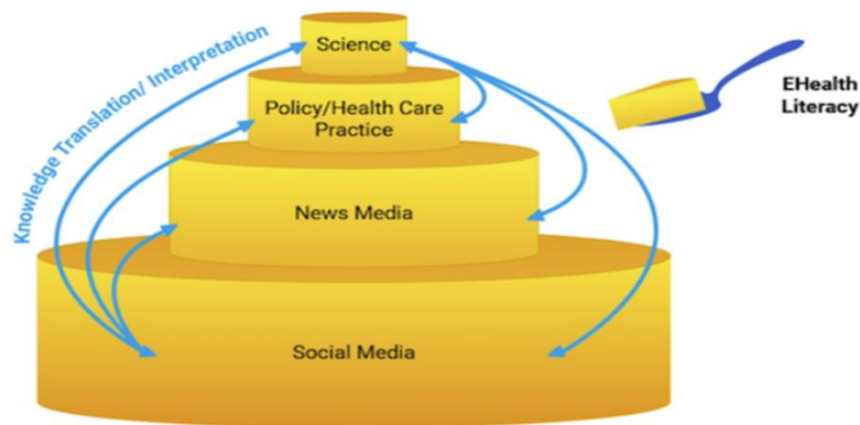 Knowledge Translation/ Interpretation
Science
Policy/Health Care
Practice
News Media
Social Media
EHealth
Literacy